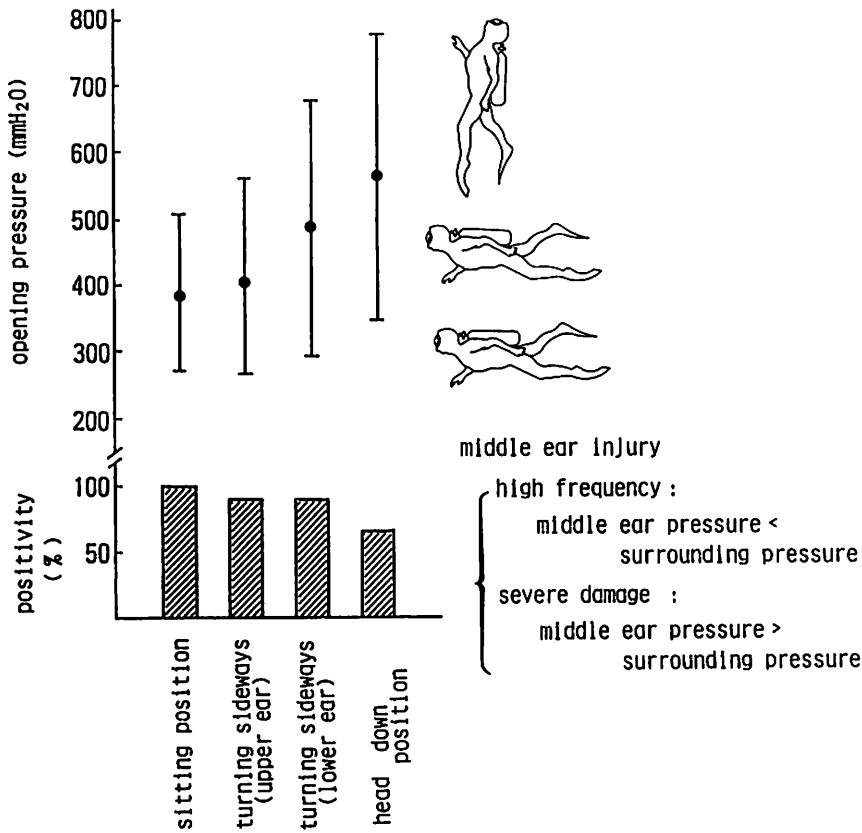 opening pressure (mmH₂O)
800
700
600
500
400
300
200
positivity
(%)
100
50
sitting position
turning sideways
(upper ear)
turning sideways
(lower ear)
head down
position
middle ear injury
high frequency :
middle ear pressure <
surrounding pressure
severe damage :
middle ear pressure >
surrounding pressure